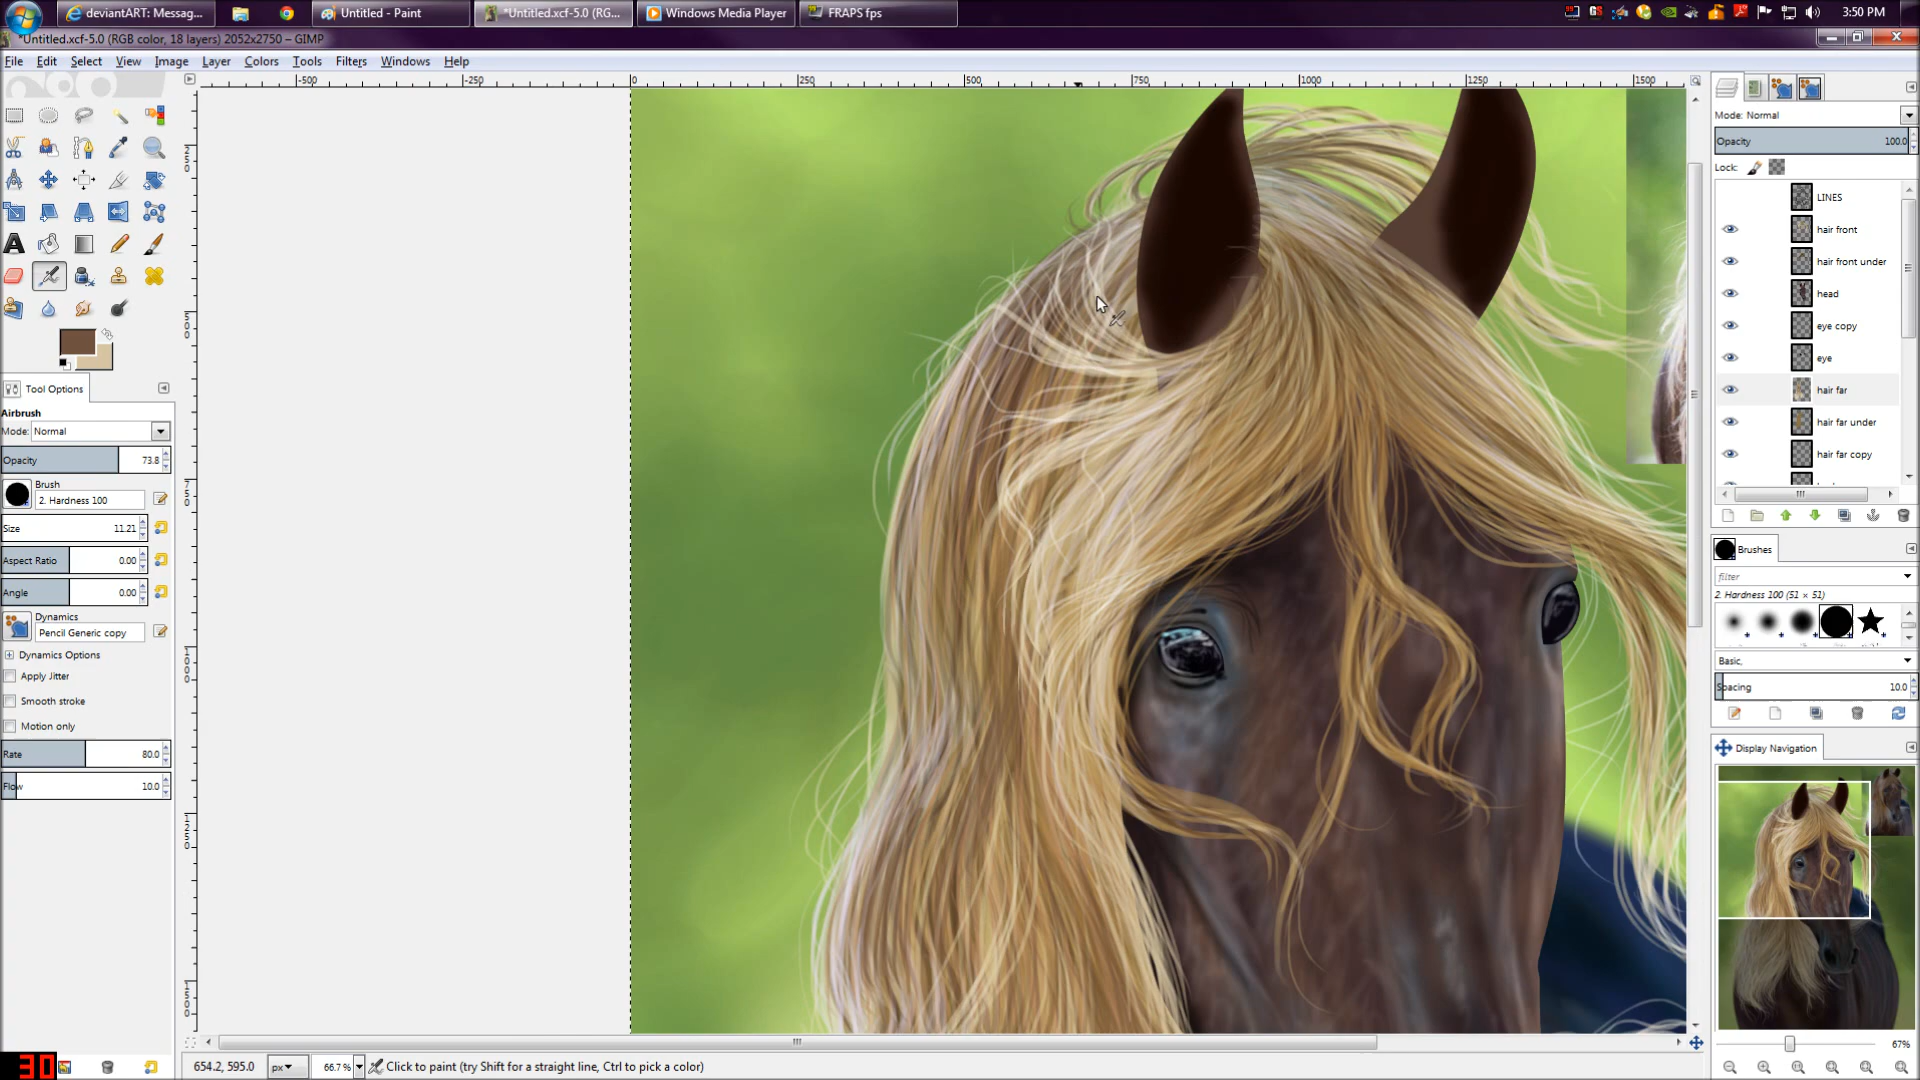 deviantART: Messag...
Untitled - Paint
*Untitled.xcf-5.0 (RG...
Windows Media Player
FRAPS fps
3:50 PM
*Untitled.xcf-5.0 (RGB color, 18 layers) 2052x2750 – GIMP
File Edit Select View Image Layer Colors Tools Filters Windows Help
-500 -250 0 250 500 750 1000 1250 1500
250
500
750
1000
1250
1500
Tool Options
Airbrush
Mode: Normal
Opacity 73.8
Brush
2. Hardness 100
Size 11.21
Aspect Ratio 0.00
Angle 0.00
Dynamics
Pencil Generic copy
Dynamics Options
Apply Jitter
Smooth stroke
Motion only
Rate 80.0
Flow 10.0
30
654.2, 595.0 px 66.7 % Click to paint (try Shift for a straight line, Ctrl to pick a color)
Mode: Normal
Opacity 100.0
Lock:
LINES
hair front
hair front under
head
eye copy
eye
hair far
hair far under
hair far copy
Brushes
filter
2. Hardness 100 (51 × 51)
Basic,
Spacing 10.0
Display Navigation
67%